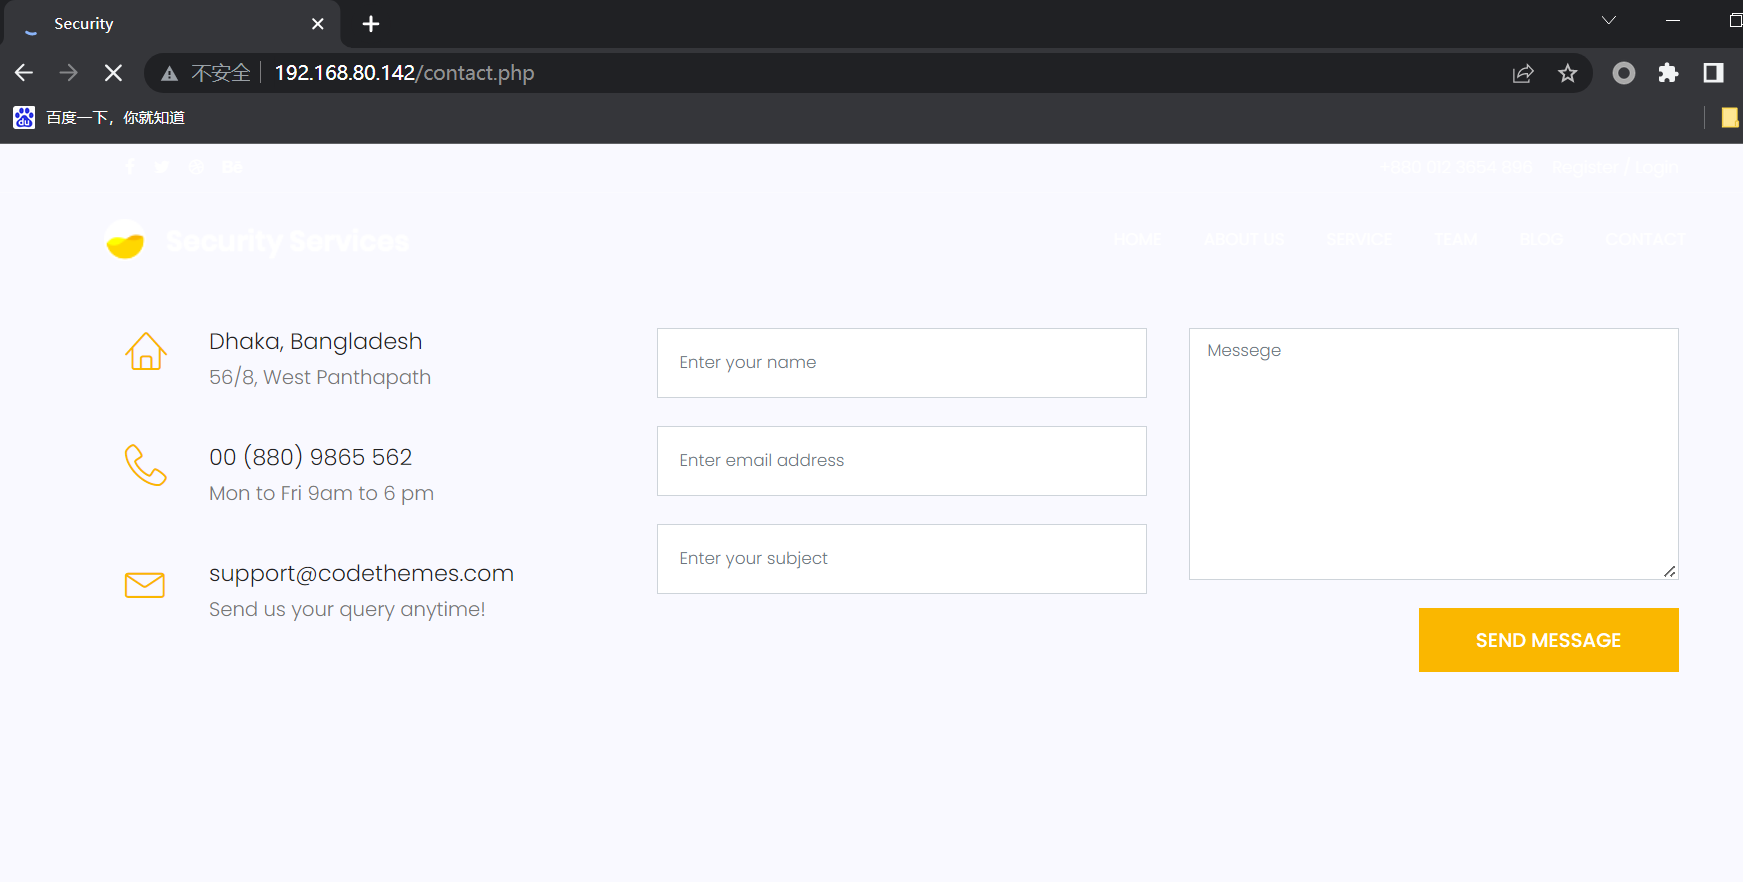 Security
不安全 192.168.80.142/contact.php
百度一下，你就知道
Register / Login
Security Services
HOME ABOUT US SERVICE TEAM BLOG CONTACT
Dhaka, Bangladesh
56/8, West Panthapath
00 (880) 9865 562
Mon to Fri 9am to 6 pm
support@codethemes.com
Send us your query anytime!
Enter your name
Enter email address
Enter your subject
Messege
SEND MESSAGE